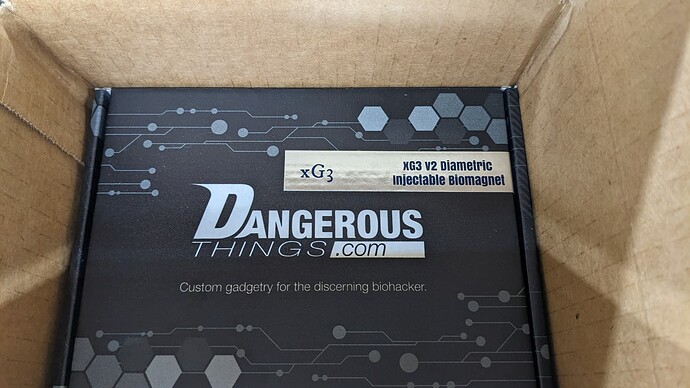 xG3
XG3 V2 Diametric
Injectable Biomagnet
DANGEROUS
THINGS.com
Custom gadgetry for the discerning biohacker.